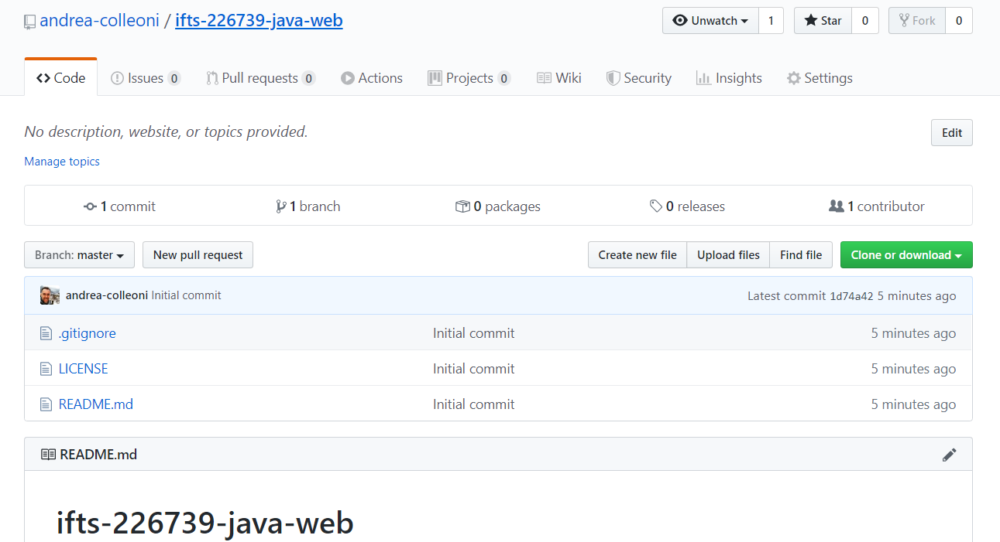 andrea-colleoni / ifts-226739-java-web
Unwatch 1 Star 0 Fork 0
Code Issues 0 Pull requests 0 Actions Projects 0 Wiki Security Insights Settings
No description, website, or topics provided. Edit
Manage topics
1 commit 1 branch 0 packages 0 releases 1 contributor
Branch: master New pull request Create new file Upload files Find file Clone or download
andrea-colleoni Initial commit Latest commit 1d74a42 5 minutes ago
.gitignore Initial commit 5 minutes ago
LICENSE Initial commit 5 minutes ago
README.md Initial commit 5 minutes ago
README.md
ifts-226739-java-web